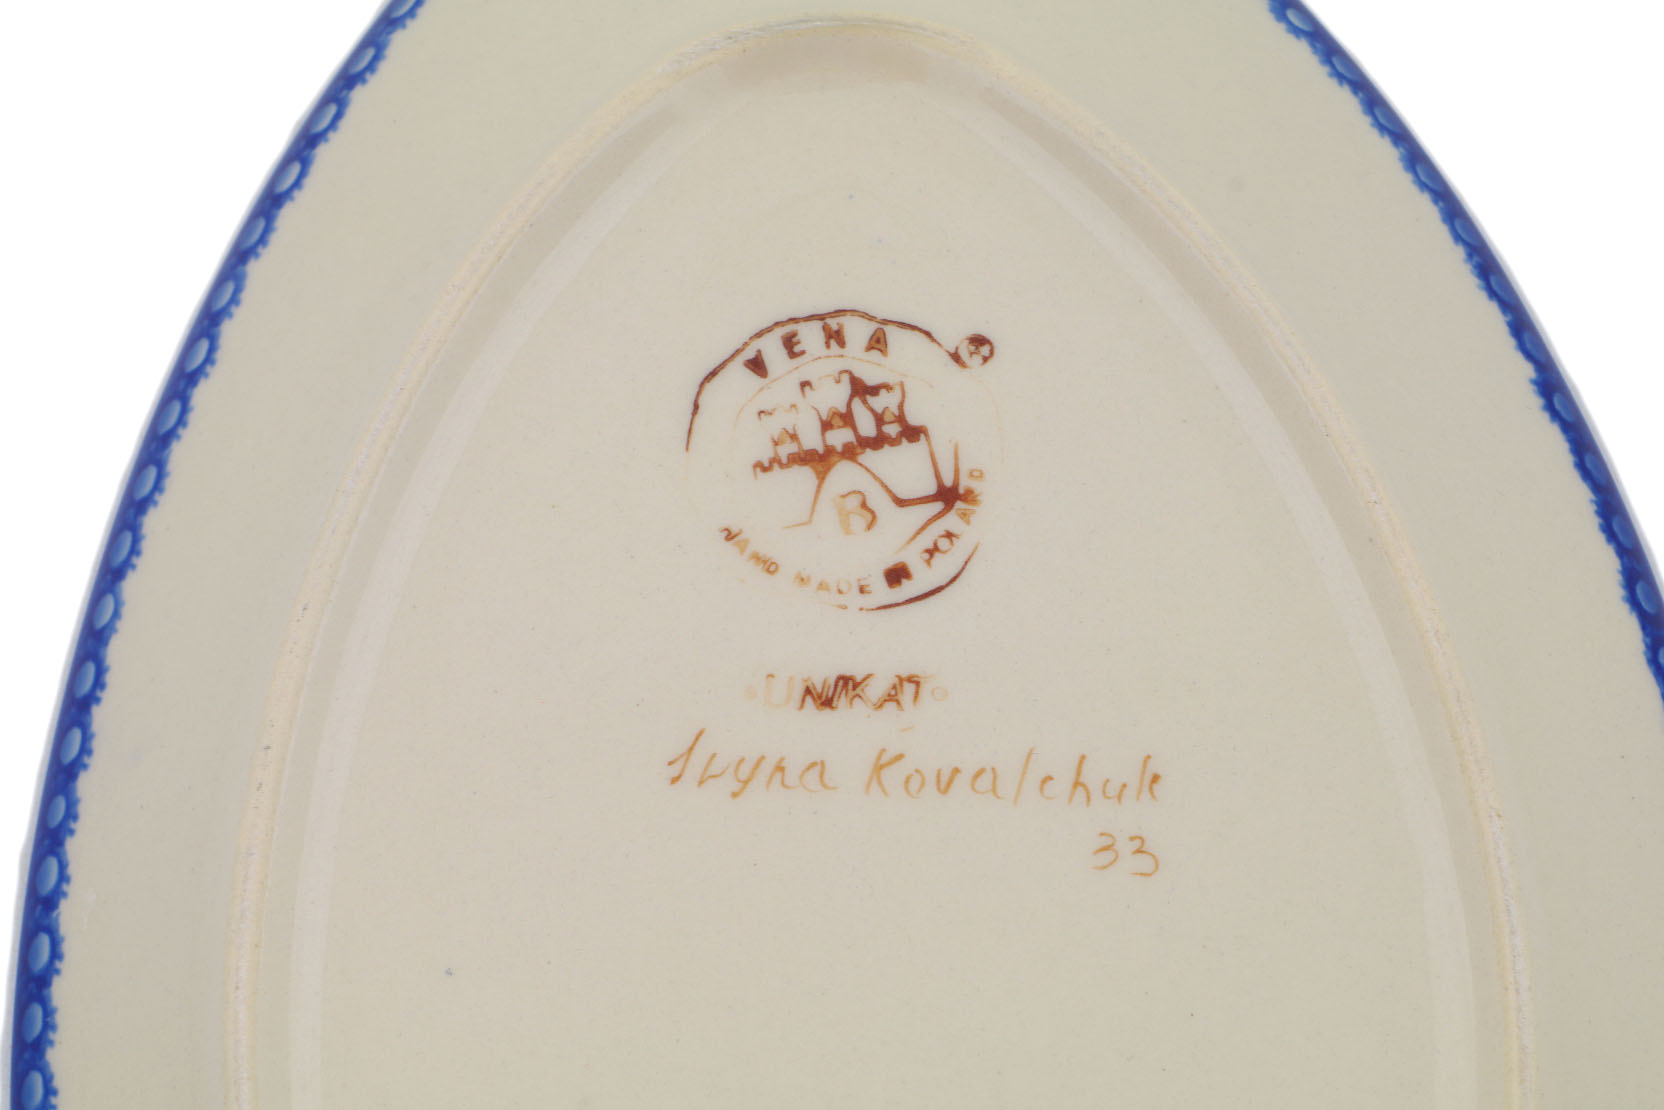 VENA
R
B
HAND MADE IN POLAND
UNIKAT
Iryna Kovalchuk
33